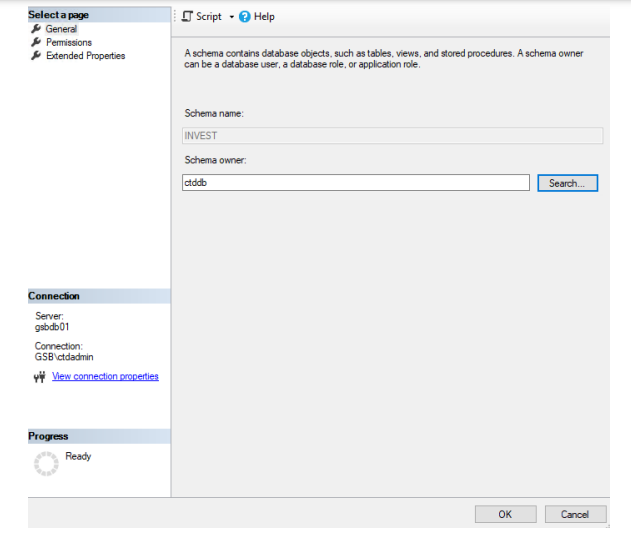 Select a page
General
Permissions
Extended Properties
Script
Help
A schema contains database objects, such as tables, views, and stored procedures. A schema owner
can be a database user, a database role, or application role.
Schema name:
INVEST
Schema owner:
ctddb
Search...
Connection
Server:
gsbdb01
Connection:
GSB\ctdadmin
View connection properties
Progress
Ready
OK
Cancel